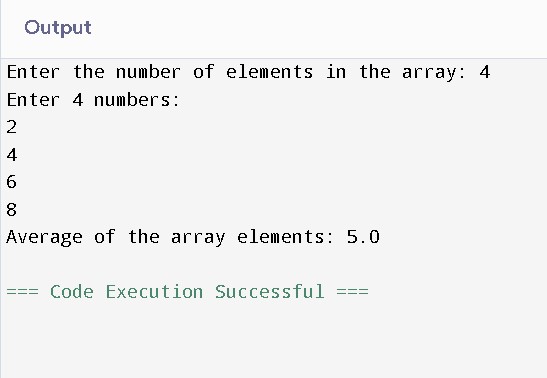 Output
Enter the number of elements in the array: 4
Enter 4 numbers:
2
4
6
8
Average of the array elements: 5.0
=== Code Execution Successful ===